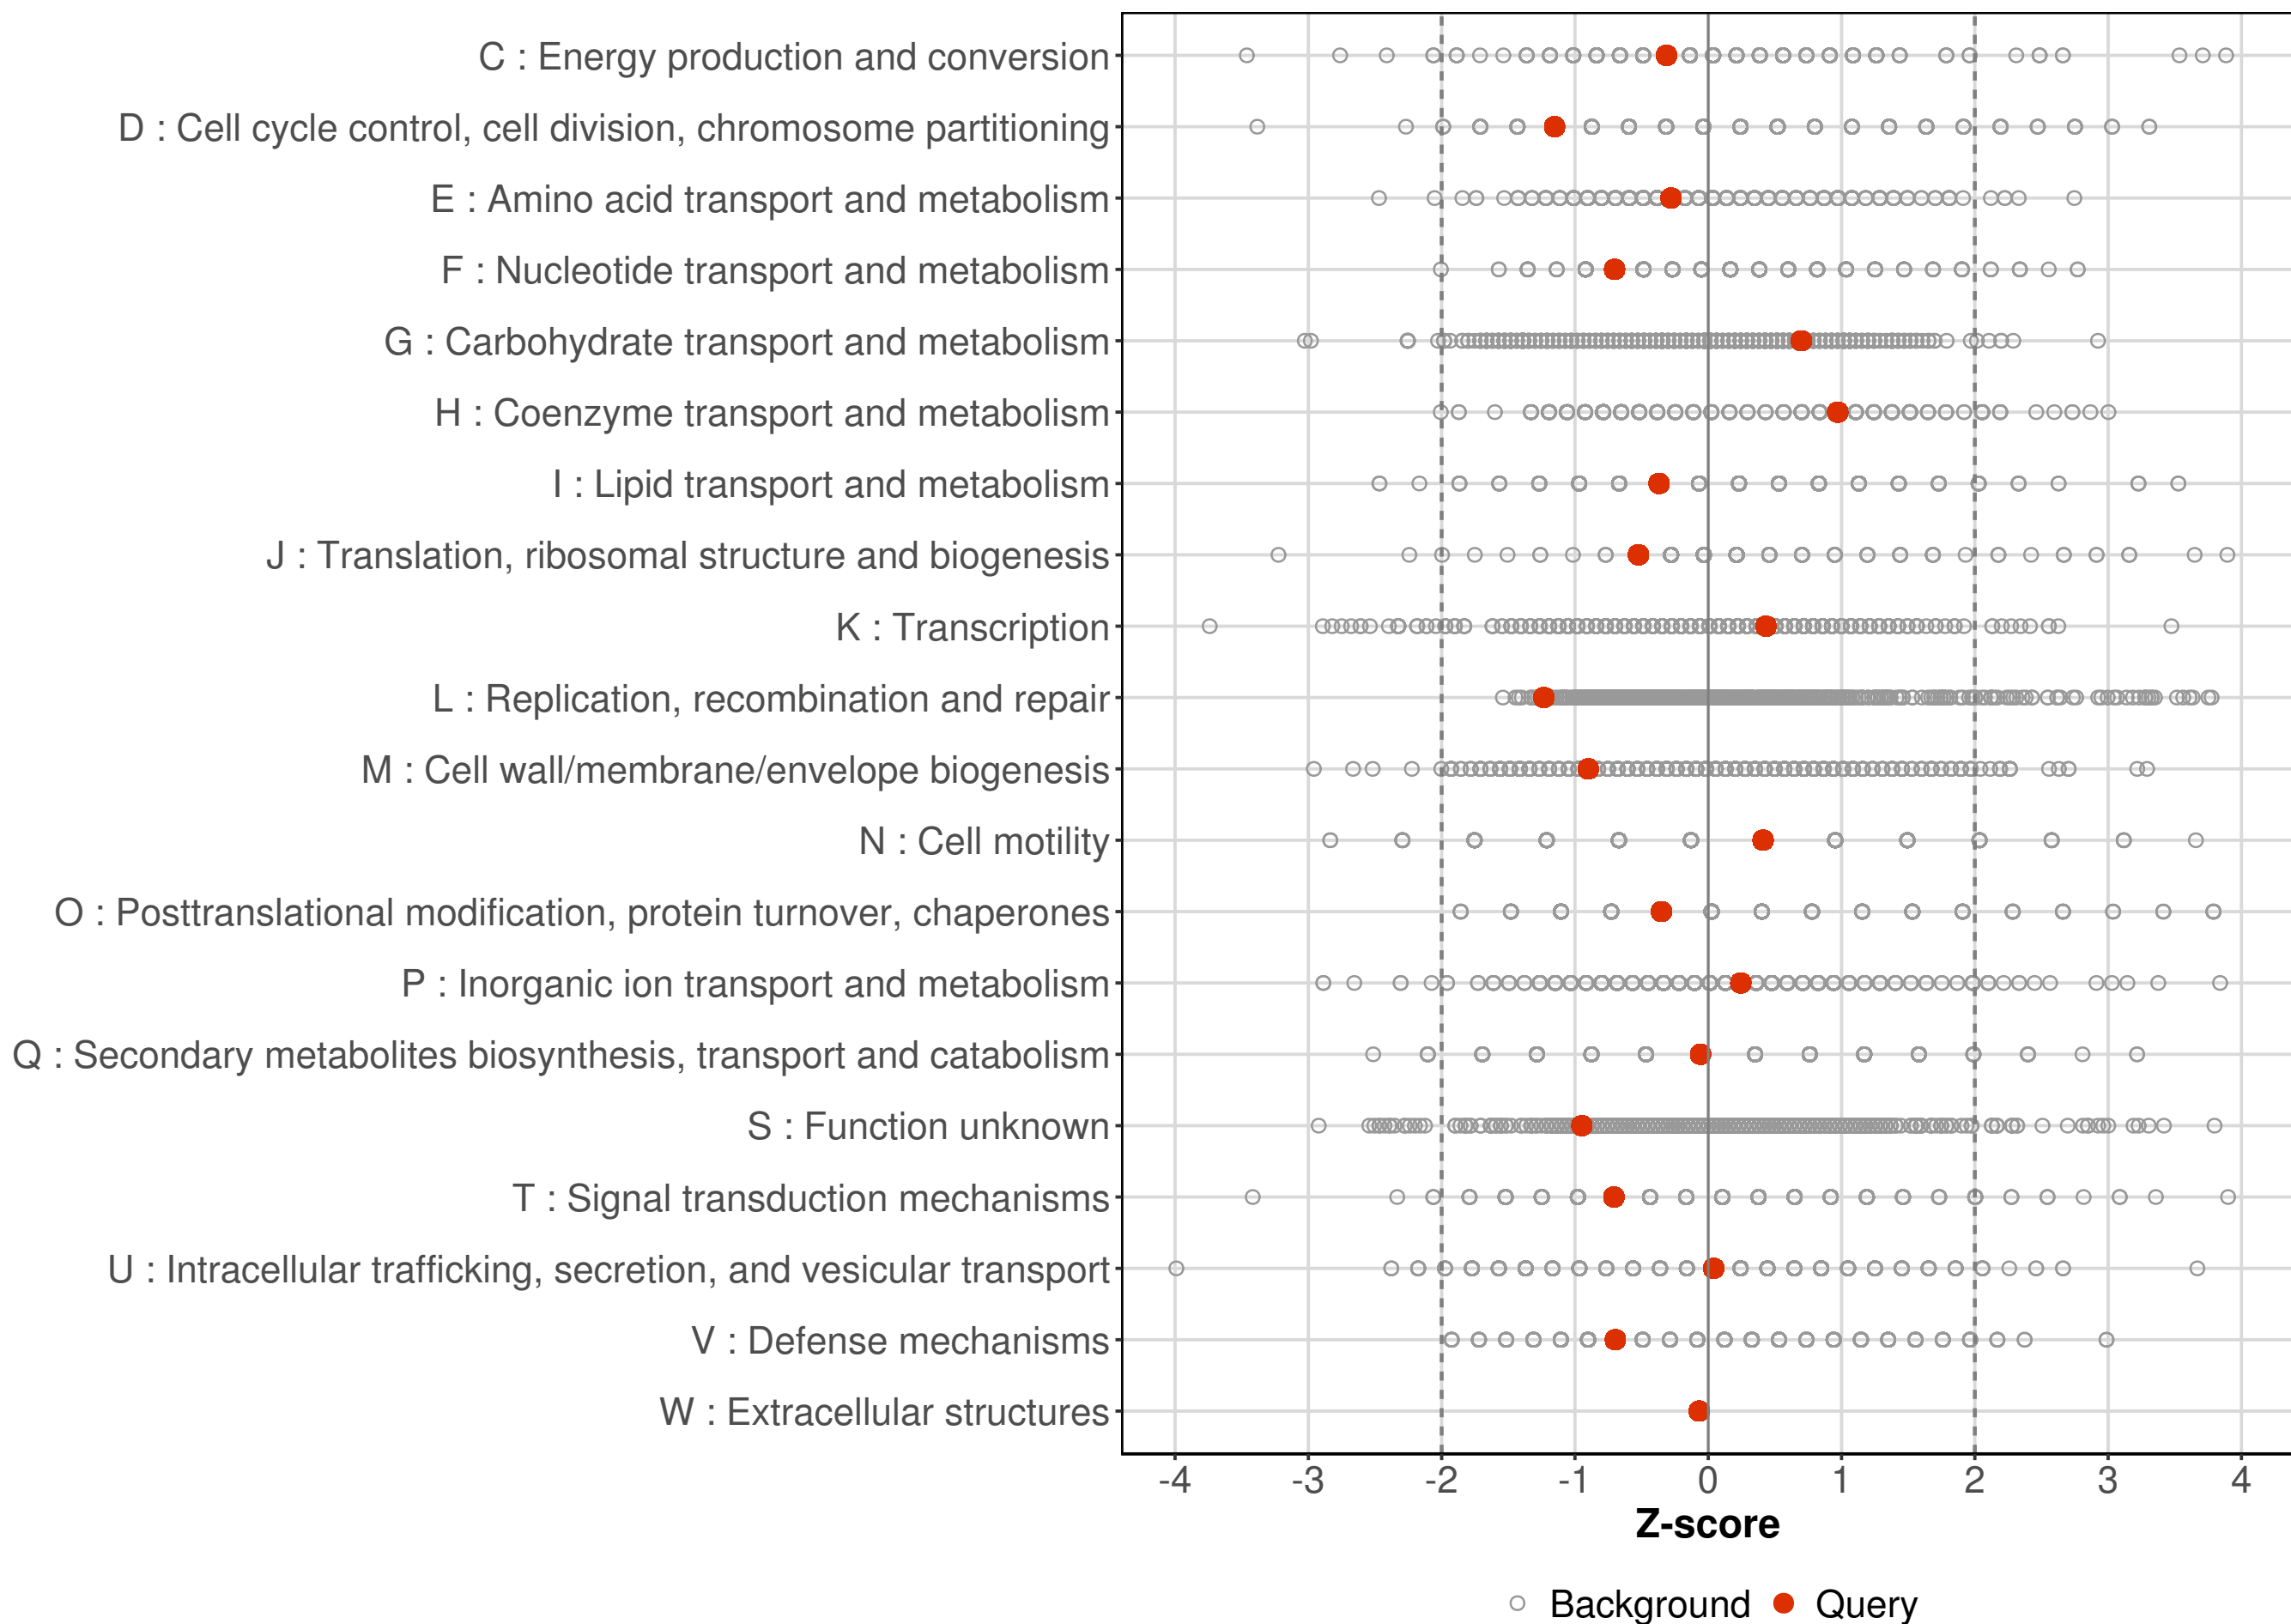 C : Energy production and conversion
D : Cell cycle control, cell division, chromosome partitioning
E : Amino acid transport and metabolism
F : Nucleotide transport and metabolism
G : Carbohydrate transport and metabolism
H : Coenzyme transport and metabolism
I : Lipid transport and metabolism
J : Translation, ribosomal structure and biogenesis
K : Transcription
L : Replication, recombination and repair
M : Cell wall/membrane/envelope biogenesis
N : Cell motility
O : Posttranslational modification, protein turnover, chaperones
P : Inorganic ion transport and metabolism
Q : Secondary metabolites biosynthesis, transport and catabolism
S : Function unknown
T : Signal transduction mechanisms
U : Intracellular trafficking, secretion, and vesicular transport
V : Defense mechanisms
W : Extracellular structures
-4 -3 -2 -1 0 1 2 3 4
Z-score
Background Query